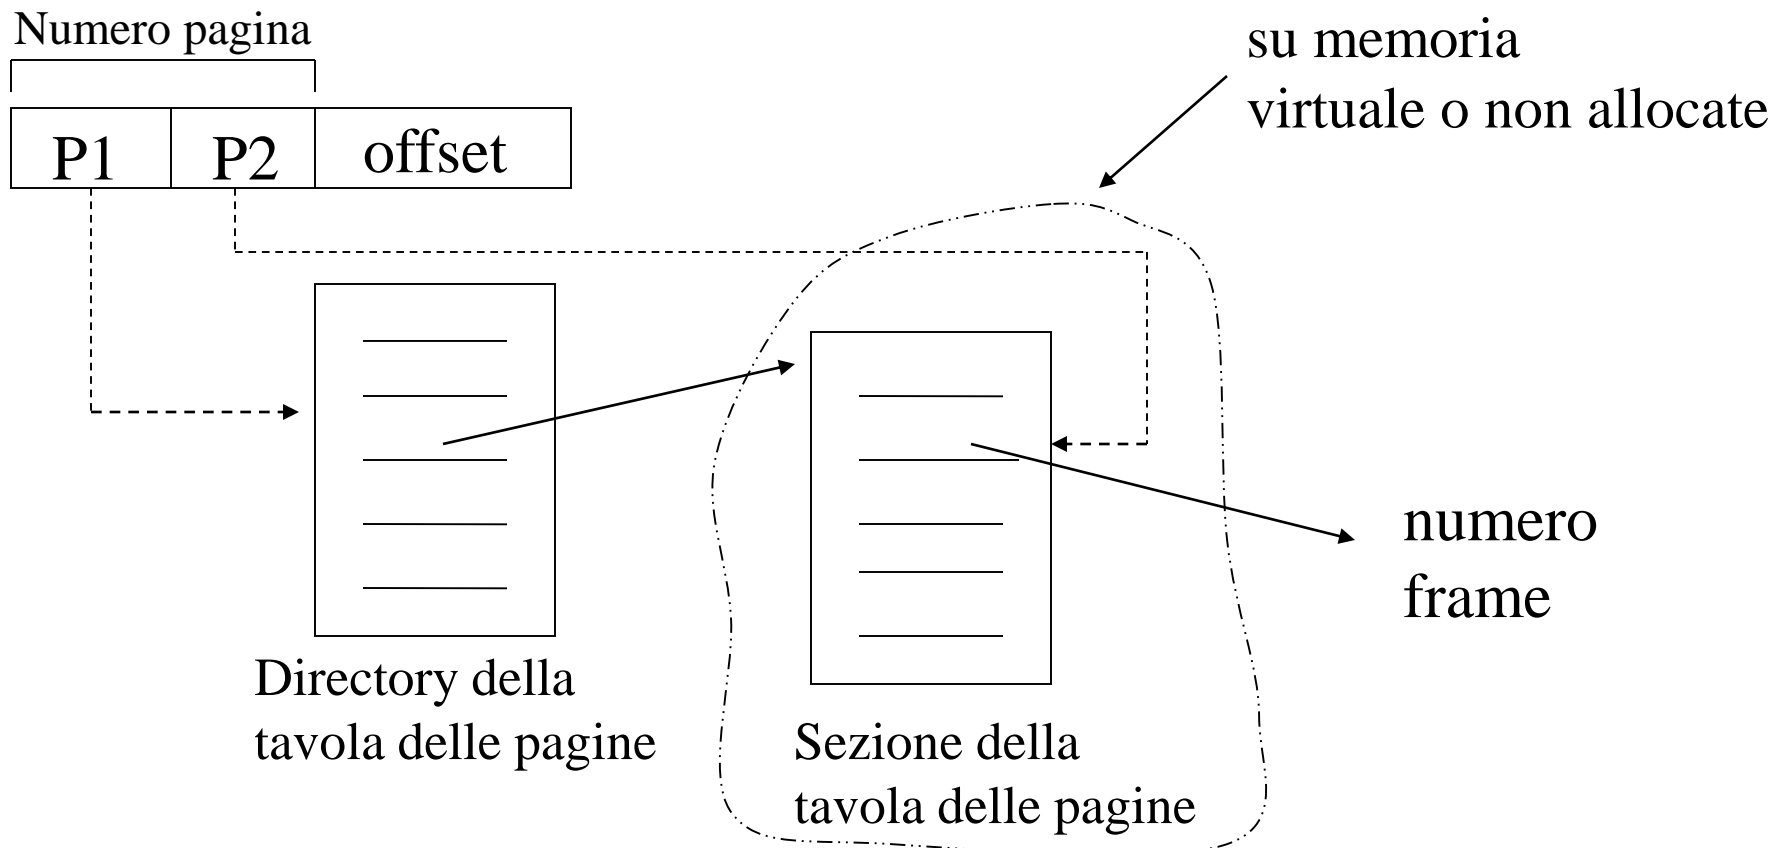 Numero pagina
su memoria
virtuale o non allocate
P1 P2 offset
numero
frame
Directory della
tavola delle pagine
Sezione della
tavola delle pagine